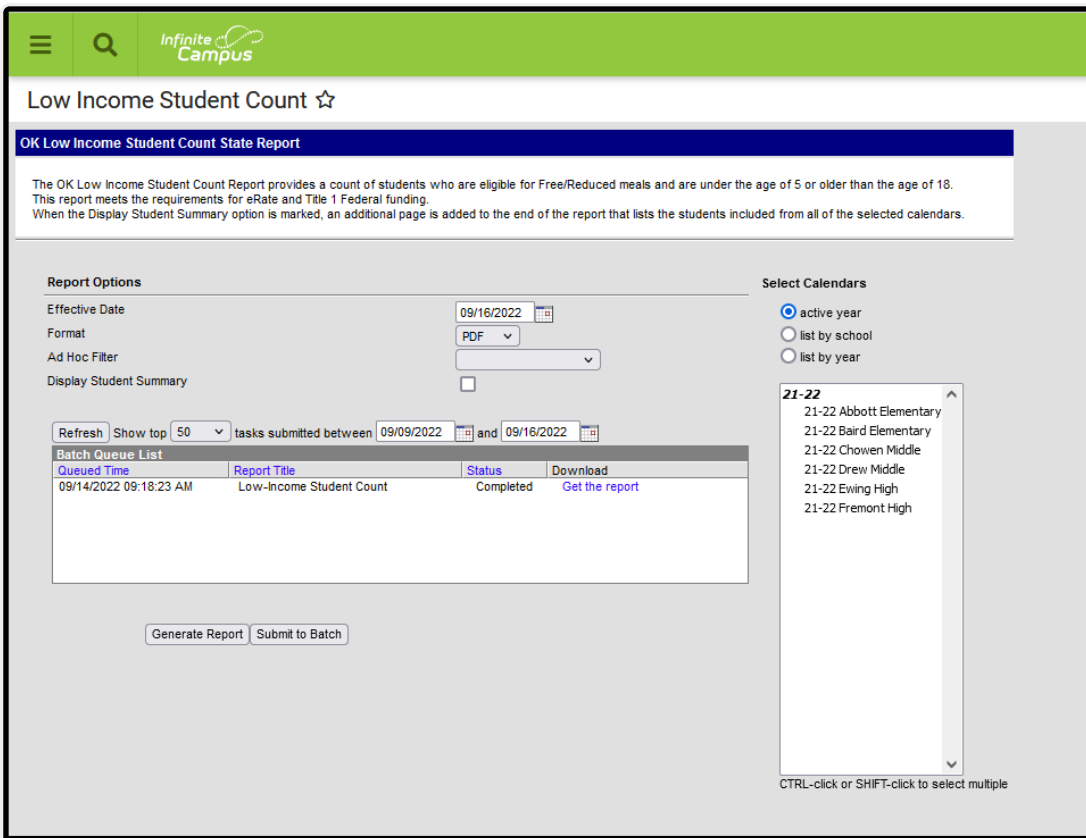 Infinite
Campus
Low Income Student Count
OK Low Income Student Count State Report
The OK Low Income Student Count Report provides a count of students who are eligible for Free/Reduced meals and are under the age of 5 or older than the age of 18.
This report meets the requirements for eRate and Title 1 Federal funding.
When the Display Student Summary option is marked, an additional page is added to the end of the report that lists the students included from all of the selected calendars.
Report Options
Effective Date 09/16/2022
Format PDF
Ad Hoc Filter
Display Student Summary
Refresh Show top 50 tasks submitted between 09/09/2022 and 09/16/2022
Batch Queue List
Queued Time Report Title Status Download
09/14/2022 09:18:23 AM Low-Income Student Count Completed Get the report
Generate Report Submit to Batch
Select Calendars
active year
list by school
list by year
21-22
21-22 Abbott Elementary
21-22 Baird Elementary
21-22 Chowen Middle
21-22 Drew Middle
21-22 Ewing High
21-22 Fremont High
CTRL-click or SHIFT-click to select multiple